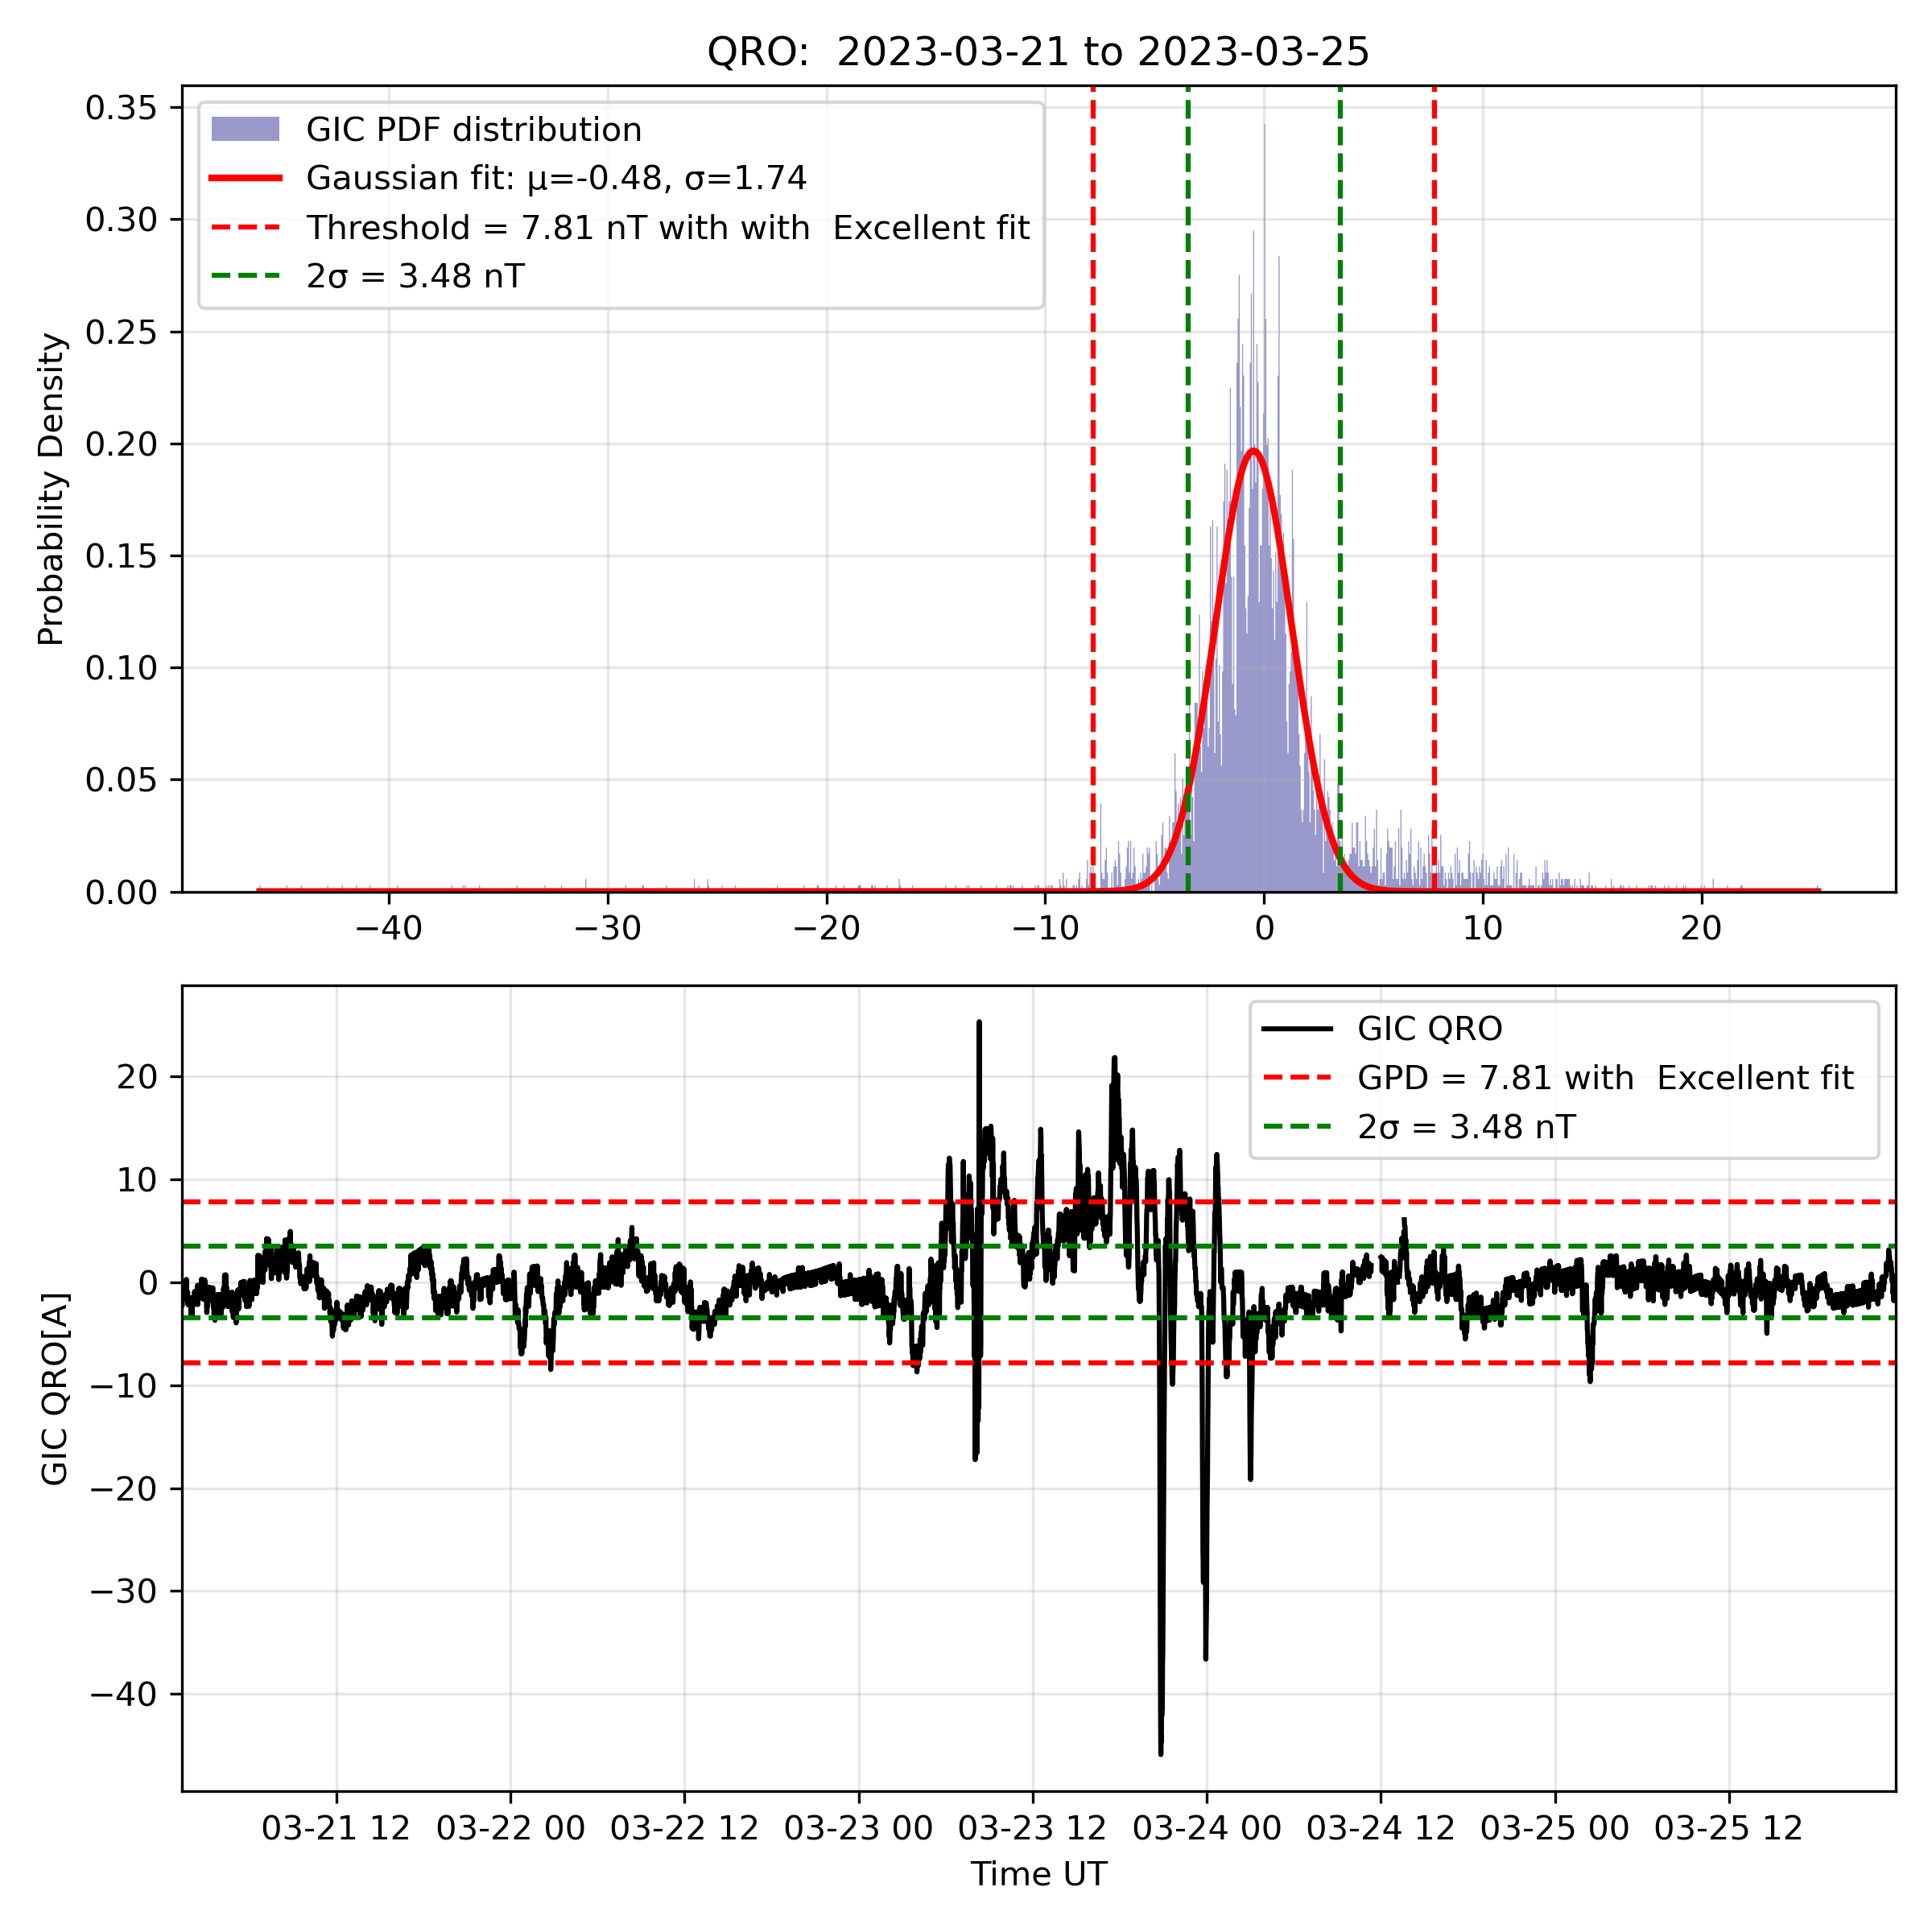 QRO:  2023-03-21 to 2023-03-25
0.35
0.30
0.25
0.20
0.15
0.10
0.05
0.00
Probability Density
GIC PDF distribution
Gaussian fit: μ=-0.48, σ=1.74
Threshold = 7.81 nT with with  Excellent fit
2σ = 3.48 nT
−40 −30 −20 −10 0 10 20
20
10
0
−10
−20
−30
−40
GIC QRO[A]
GIC QRO
GPD = 7.81 with  Excellent fit
2σ = 3.48 nT
03-21 12 03-22 00 03-22 12 03-23 00 03-23 12 03-24 00 03-24 12 03-25 00 03-25 12
Time UT